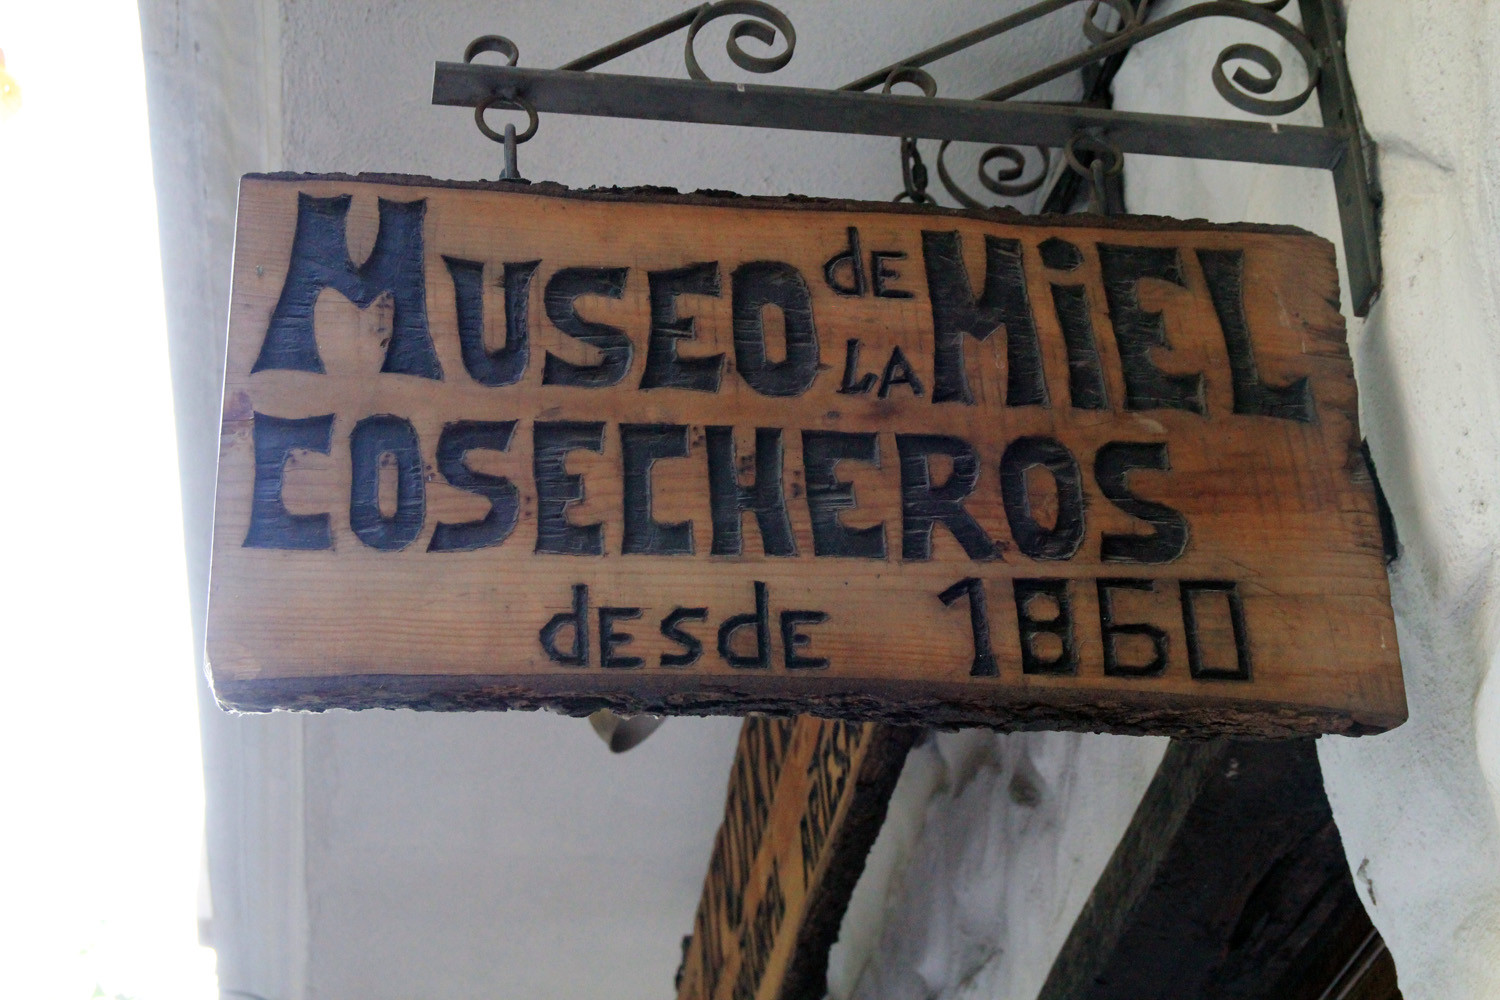 MUSEO DE LA MiEL
COSECHEROS
desde 1860